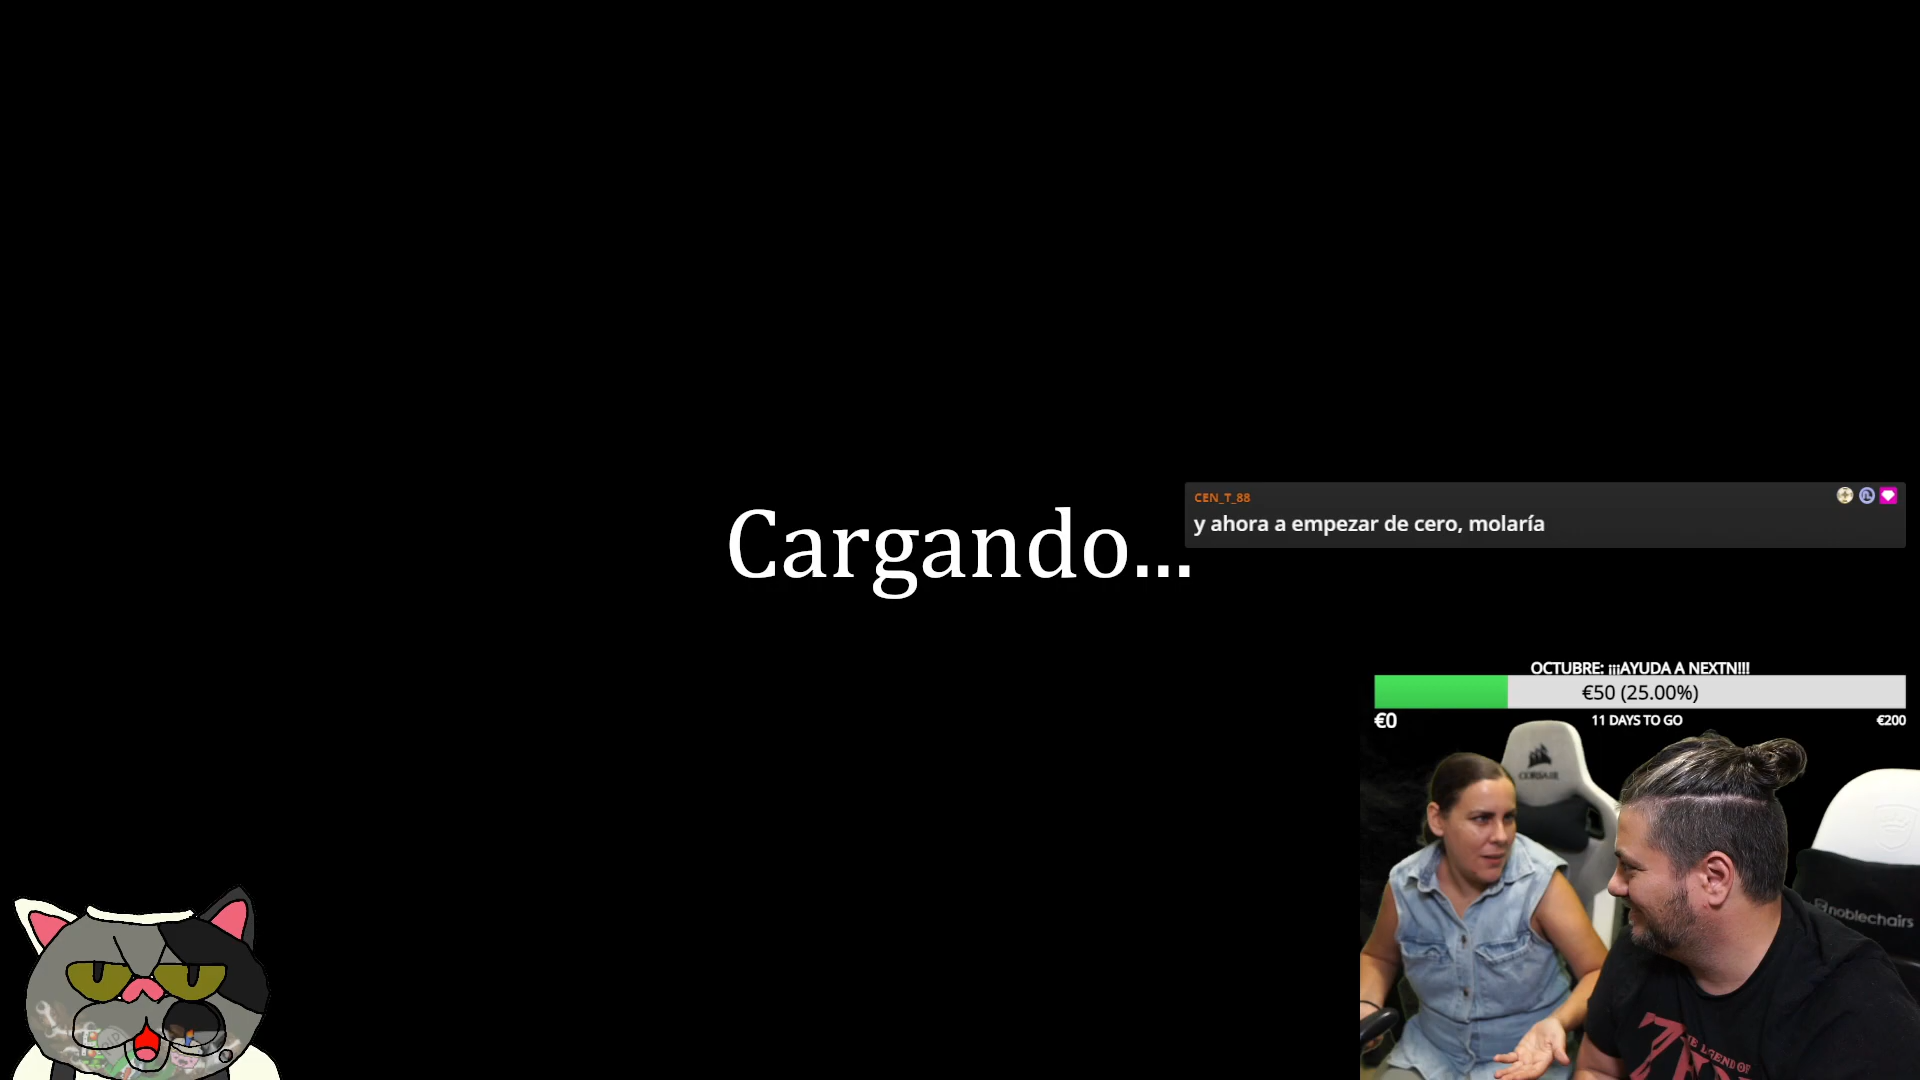 CEN_T_88
y ahora a empezar de cero, molaría
Cargando...
OCTUBRE: ¡¡¡AYUDA A NEXTN!!!
€50 (25.00%)
€0
11 DAYS TO GO
€200
CORSAIR
noblechairs
THE LEGEND OF